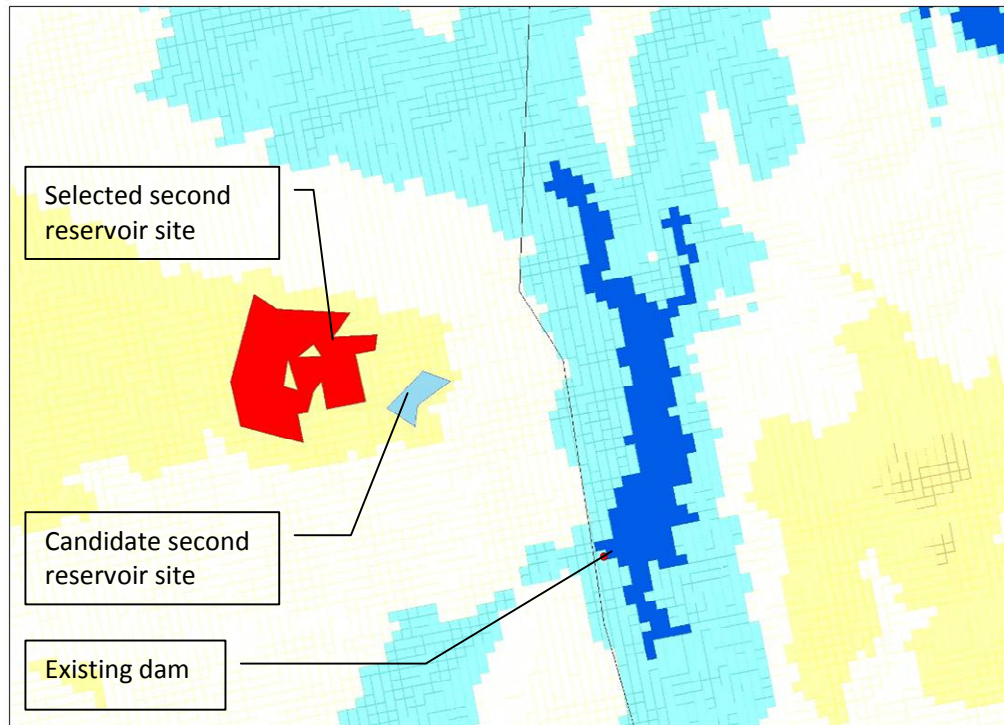 Selected second
reservoir site
Candidate second
reservoir site
Existing dam